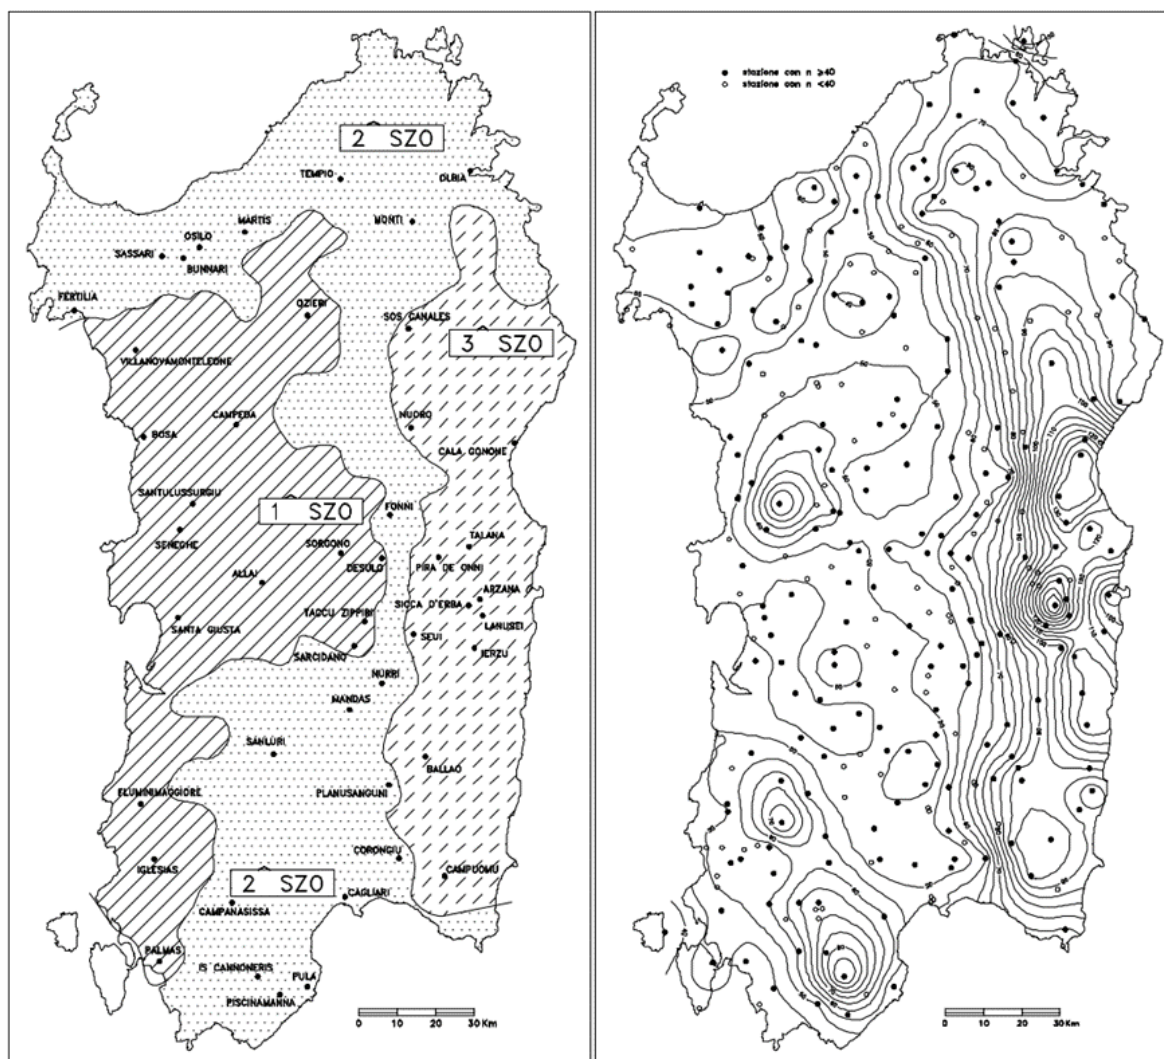 2 SZO
TEMPIO
OLBIA
MARTIS
MONTI
OSILO
SASSARI
BUNNARI
FERTILIA
OZIERI
SOS CANALES
3 SZO
VILLANOVAMONTELEONE
CAMPEDA
NUORO
BOSA
CALA GONONE
SANTULUSSURGIU
1 SZO
FONNI
SENEGHE
SORGONO
TALANA
DESULO
PIRA DE ONNI
ALLAI
ARZANA
SICCA D'ERBA
TACCU ZIPPIRI
LANUSEI
SANTA GIUSTA
SEUI
SARCIDANO
IERZU
NURRI
MANDAS
SANLURI
BALLAO
FLUMINIMAGGIORE
PLANUSANGUNI
CORONGIU
IGLESIAS
CAMPUOMU
2 SZO
CAGLIARI
CAMPANASISSA
PALMAS
IS CANNONERIS
PULA
PISCINAMANNA
0 10 20 30 Km
stazione con n ≥40
stazione con n <40
0 10 20 30 Km